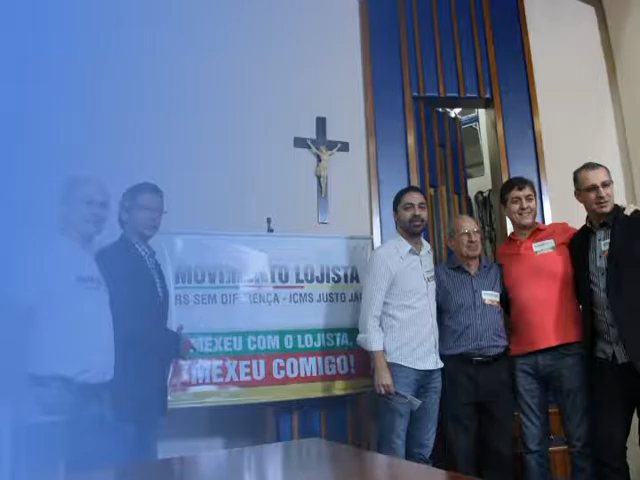 MOVIMENTO LOJISTA
RS SEM DIFERENÇA - ICMS JUSTO JÁ!
MEXEU COM O LOJISTA,
MEXEU COMIGO!